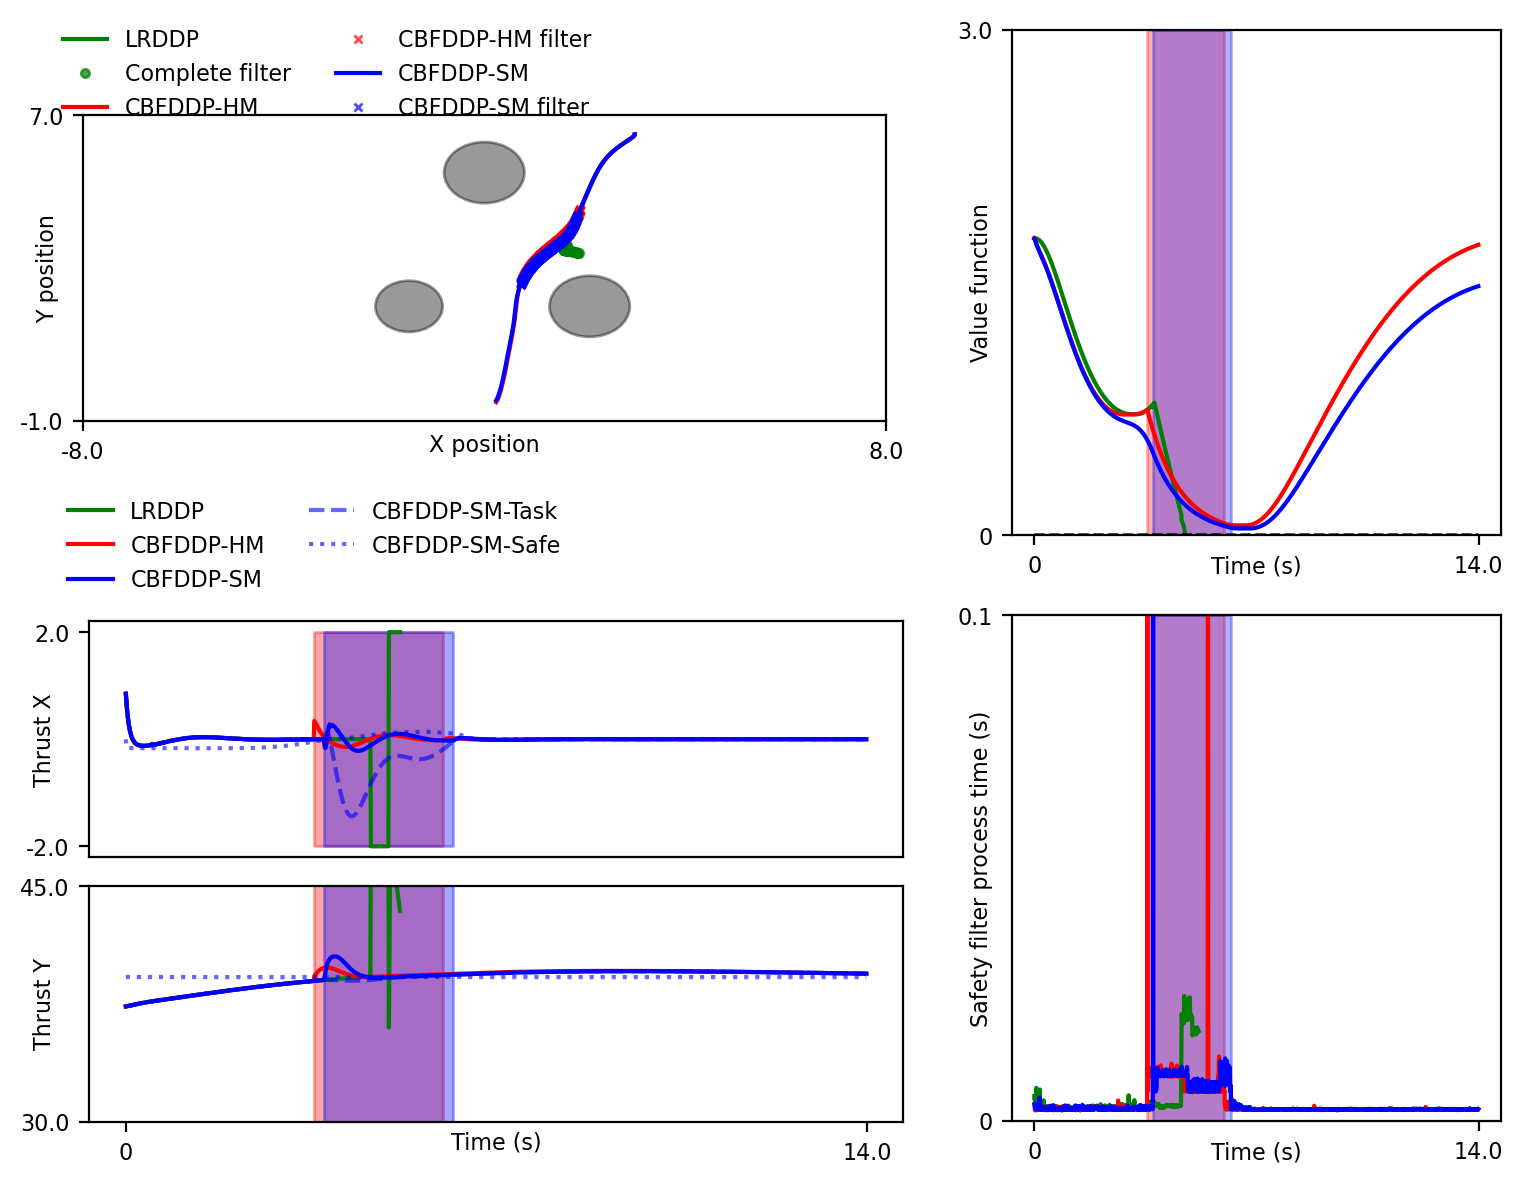 LRDDP
Complete filter
CBFDDP-HM
CBFDDP-HM filter
CBFDDP-SM
CBFDDP-SM filter
7.0
Y position
-1.0
-8.0
X position
8.0
3.0
Value function
0
0
Time (s)
14.0
LRDDP
CBFDDP-HM
CBFDDP-SM
CBFDDP-SM-Task
CBFDDP-SM-Safe
2.0
Thrust X
-2.0
45.0
Thrust Y
30.0
0
Time (s)
14.0
0.1
Safety filter process time (s)
0
0
Time (s)
14.0